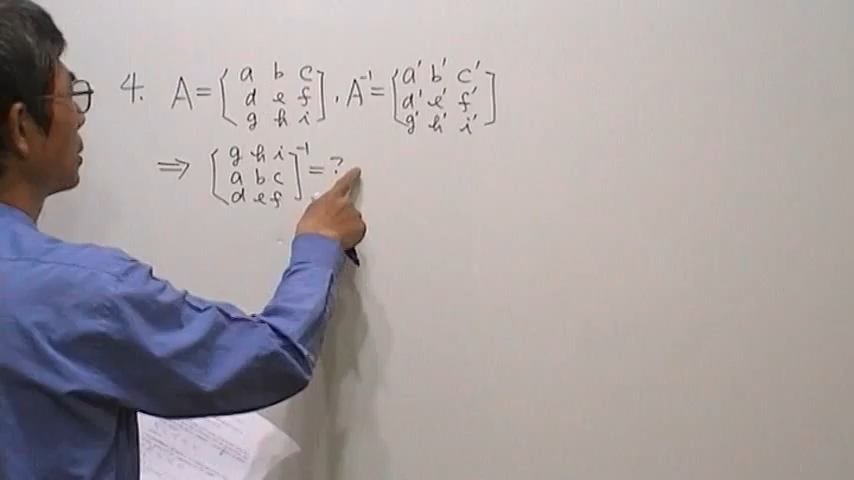 4. A = [ a b c ] , A⁻¹ = [ a' b' c' ]
[ d e f ] [ d' e' f' ]
[ g h i ] [ g' h' i' ]
⟹ [ g h i ]⁻¹ = ?
[ a b c ]
[ d e f ]